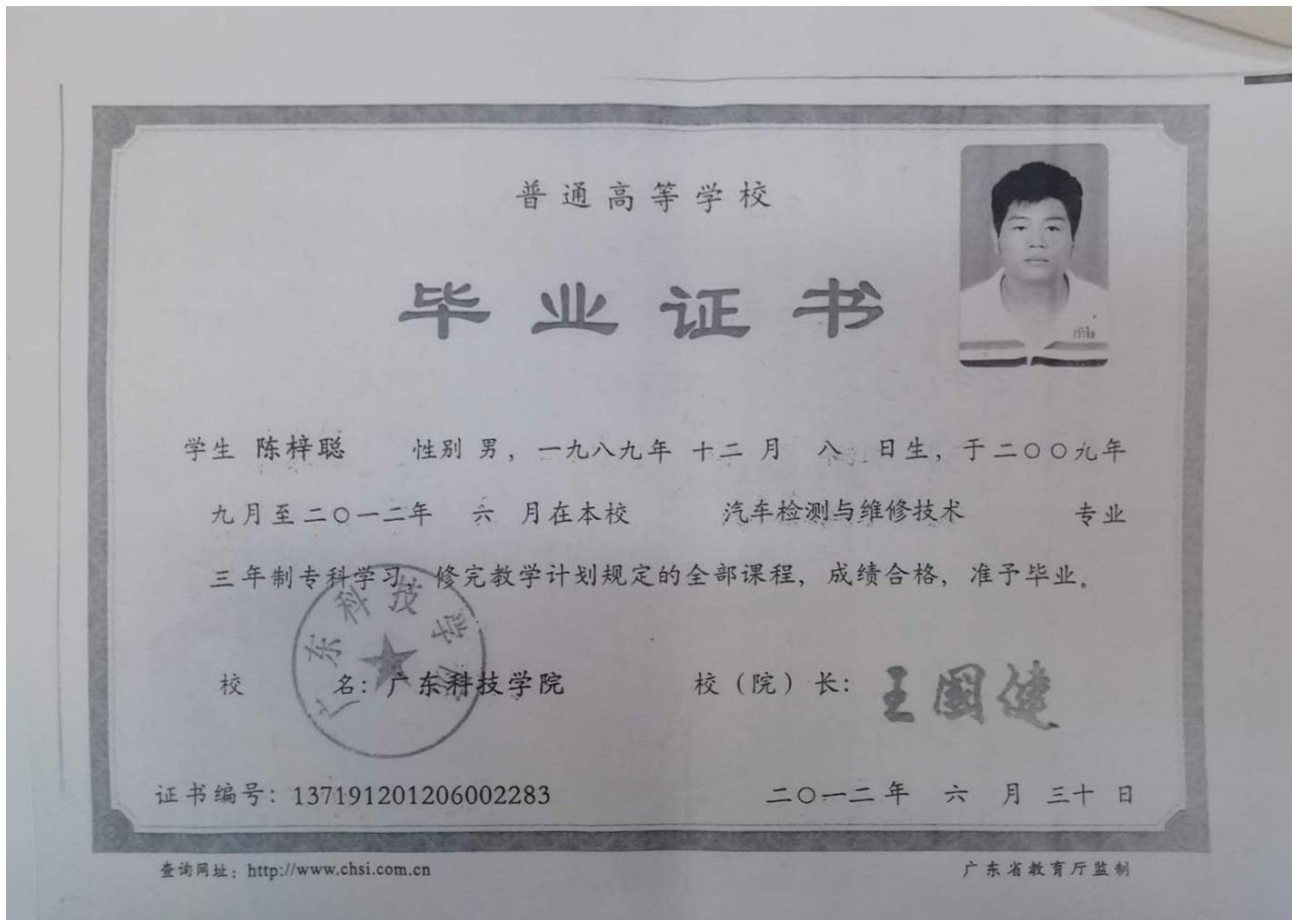 普通高等学校
毕业证书
学生 陈梓聪 性别 男，一九八九年 十二 月 八 日生，于二〇〇九年
九月至二〇一二年 六 月在本校 汽车检测与维修技术 专业
三年制专科学习，修完教学计划规定的全部课程，成绩合格，准予毕业。
广东科技学院
校 名：广东科技学院 校（院）长：王國健
证书编号：137191201206002283 二〇一二年 六 月 三十 日
查询网址：http://www.chsi.com.cn 广东省教育厅监制